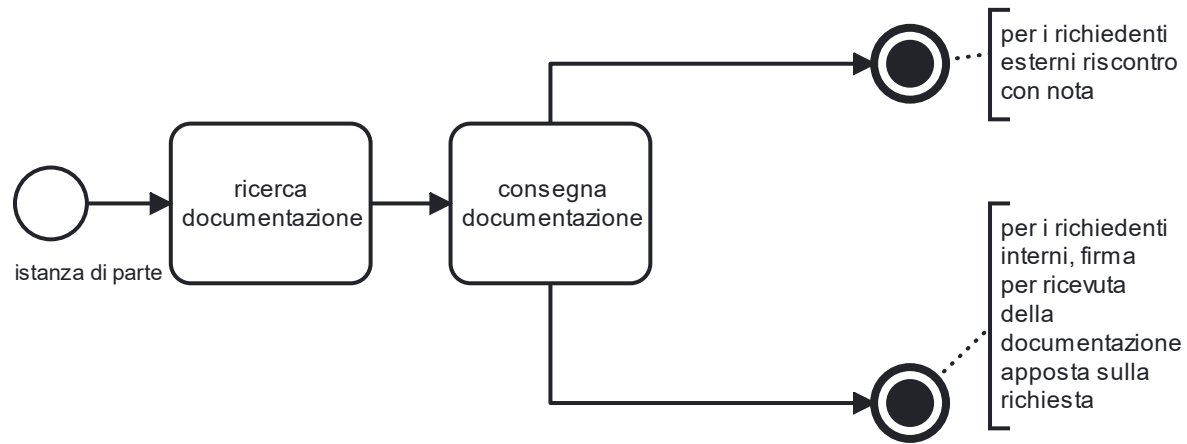 istanza di parte
ricerca
documentazione
consegna
documentazione
per i richiedenti
esterni riscontro
con nota
per i richiedenti
interni, firma
per ricevuta
della
documentazione
apposta sulla
richiesta